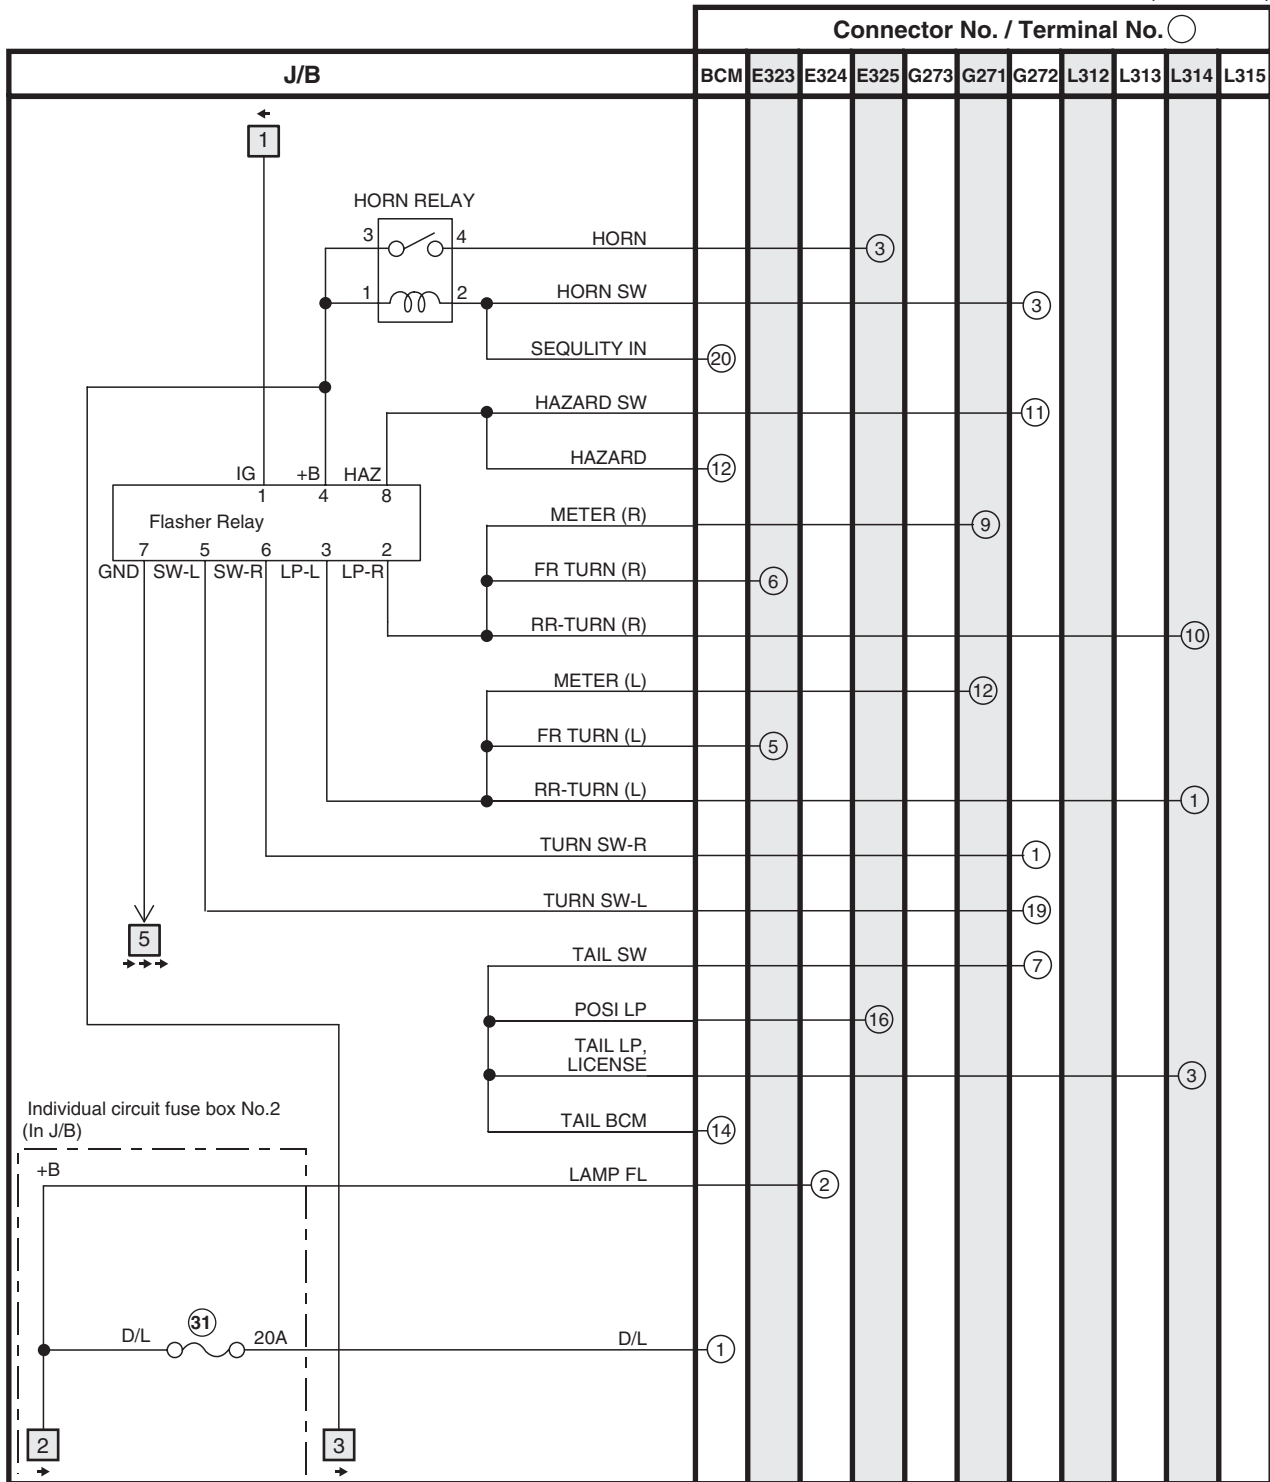 Connector No. / Terminal No.
J/B BCM E323 E324 E325 G273 G271 G272 L312 L313 L314 L315
1
HORN RELAY
3 4 HORN 3
1 2 HORN SW 3
SEQULITY IN 20
HAZARD SW 11
HAZARD 12
IG +B HAZ
1 4 8
Flasher Relay
METER (R) 9
7 5 6 3 2
GND SW-L SW-R LP-L LP-R
FR TURN (R) 6
RR-TURN (R) 10
METER (L) 12
FR TURN (L) 5
RR-TURN (L) 1
TURN SW-R 1
TURN SW-L 19
5
TAIL SW 7
POSI LP 16
TAIL LP,
LICENSE 3
Individual circuit fuse box No.2
(In J/B)
TAIL BCM 14
+B
LAMP FL 2
31
D/L 20A D/L 1
2 3